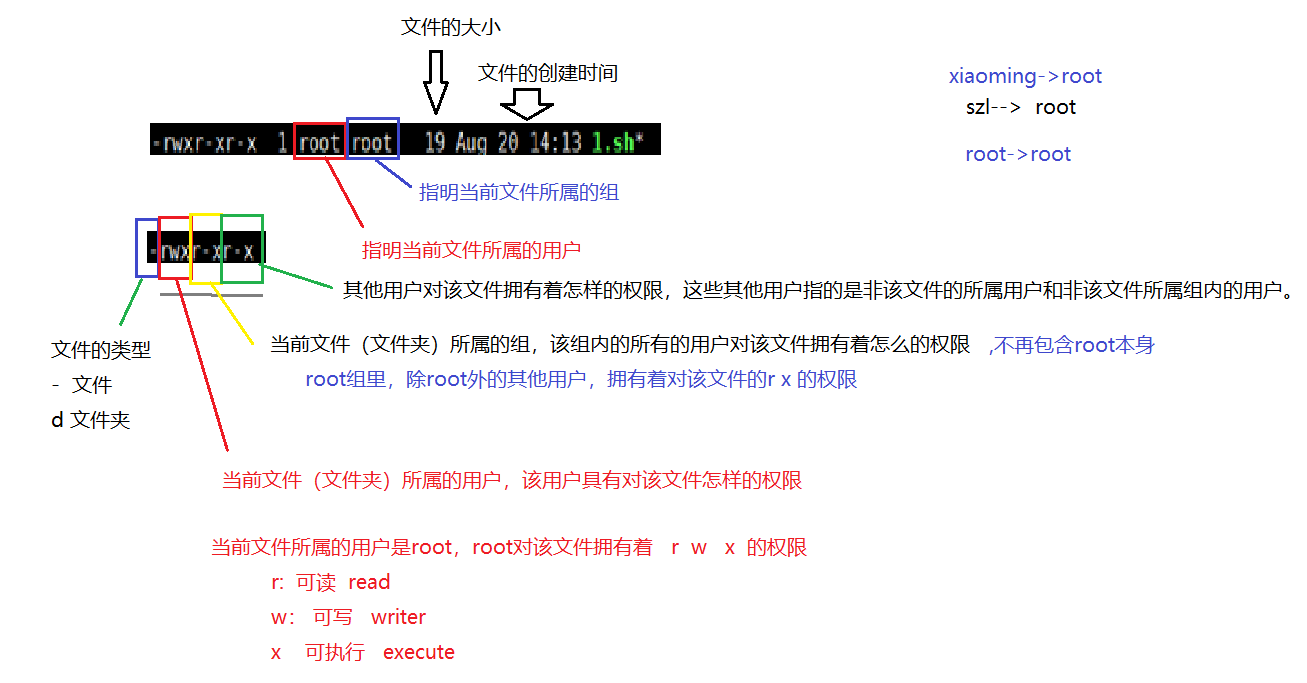 文件的大小
文件的创建时间
xiaoming->root
szl--> root
-rwxr-xr-x 1 root root 19 Aug 20 14:13 1.sh*
root->root
指明当前文件所属的组
指明当前文件所属的用户
-rwxr-xr-x
其他用户对该文件拥有着怎样的权限，这些其他用户指的是非该文件的所属用户和非该文件所属组内的用户。
当前文件（文件夹）所属的组，该组内的所有的用户对该文件拥有着怎么的权限 ,不再包含root本身
root组里，除root外的其他用户，拥有着对该文件的r x 的权限
文件的类型
- 文件
d 文件夹
当前文件（文件夹）所属的用户，该用户具有对该文件怎样的权限
当前文件所属的用户是root，root对该文件拥有着 r w x 的权限
r: 可读 read
w： 可写 writer
x 可执行 execute